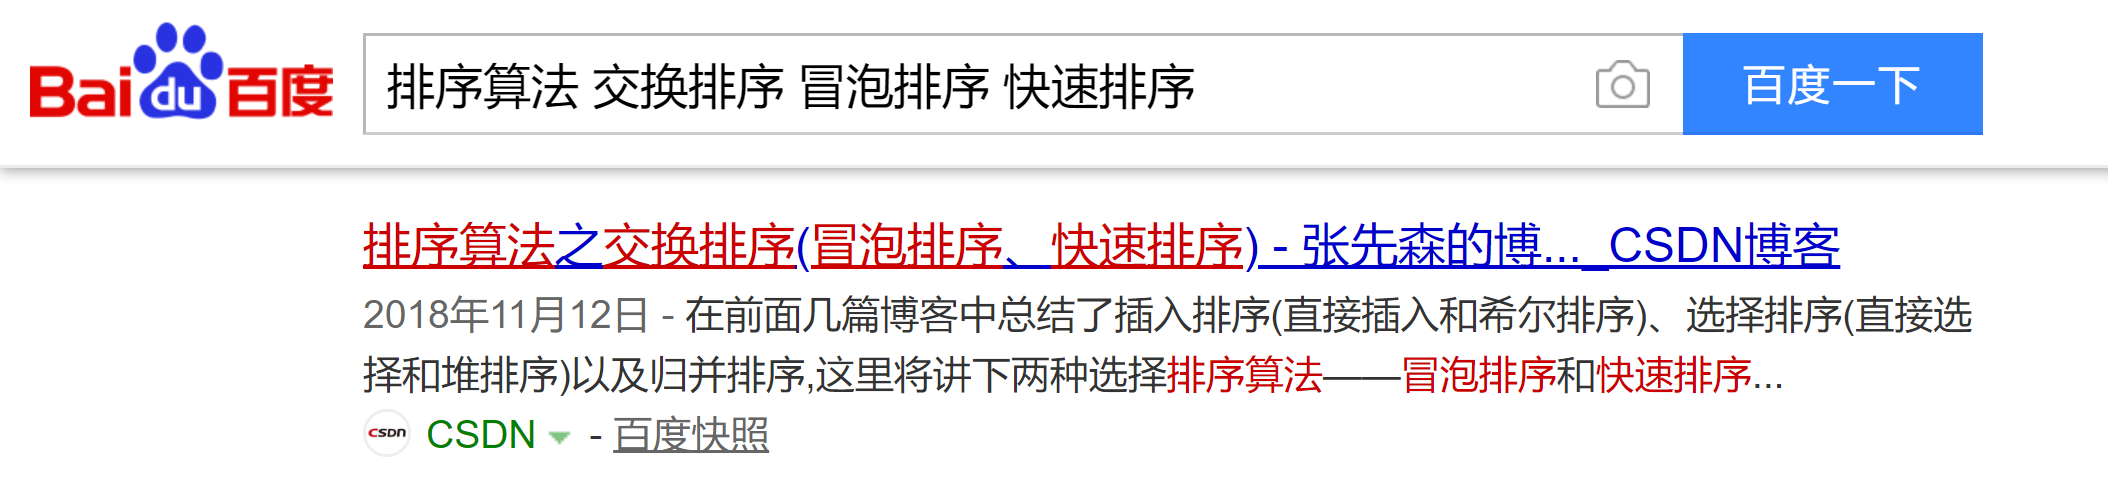 Bai du 百度
排序算法 交换排序 冒泡排序 快速排序
百度一下
排序算法之交换排序(冒泡排序、快速排序) - 张先森的博..._CSDN博客
2018年11月12日 - 在前面几篇博客中总结了插入排序(直接插入和希尔排序)、选择排序(直接选
择和堆排序)以及归并排序,这里将讲下两种选择排序算法——冒泡排序和快速排序...
CSDN CSDN - 百度快照